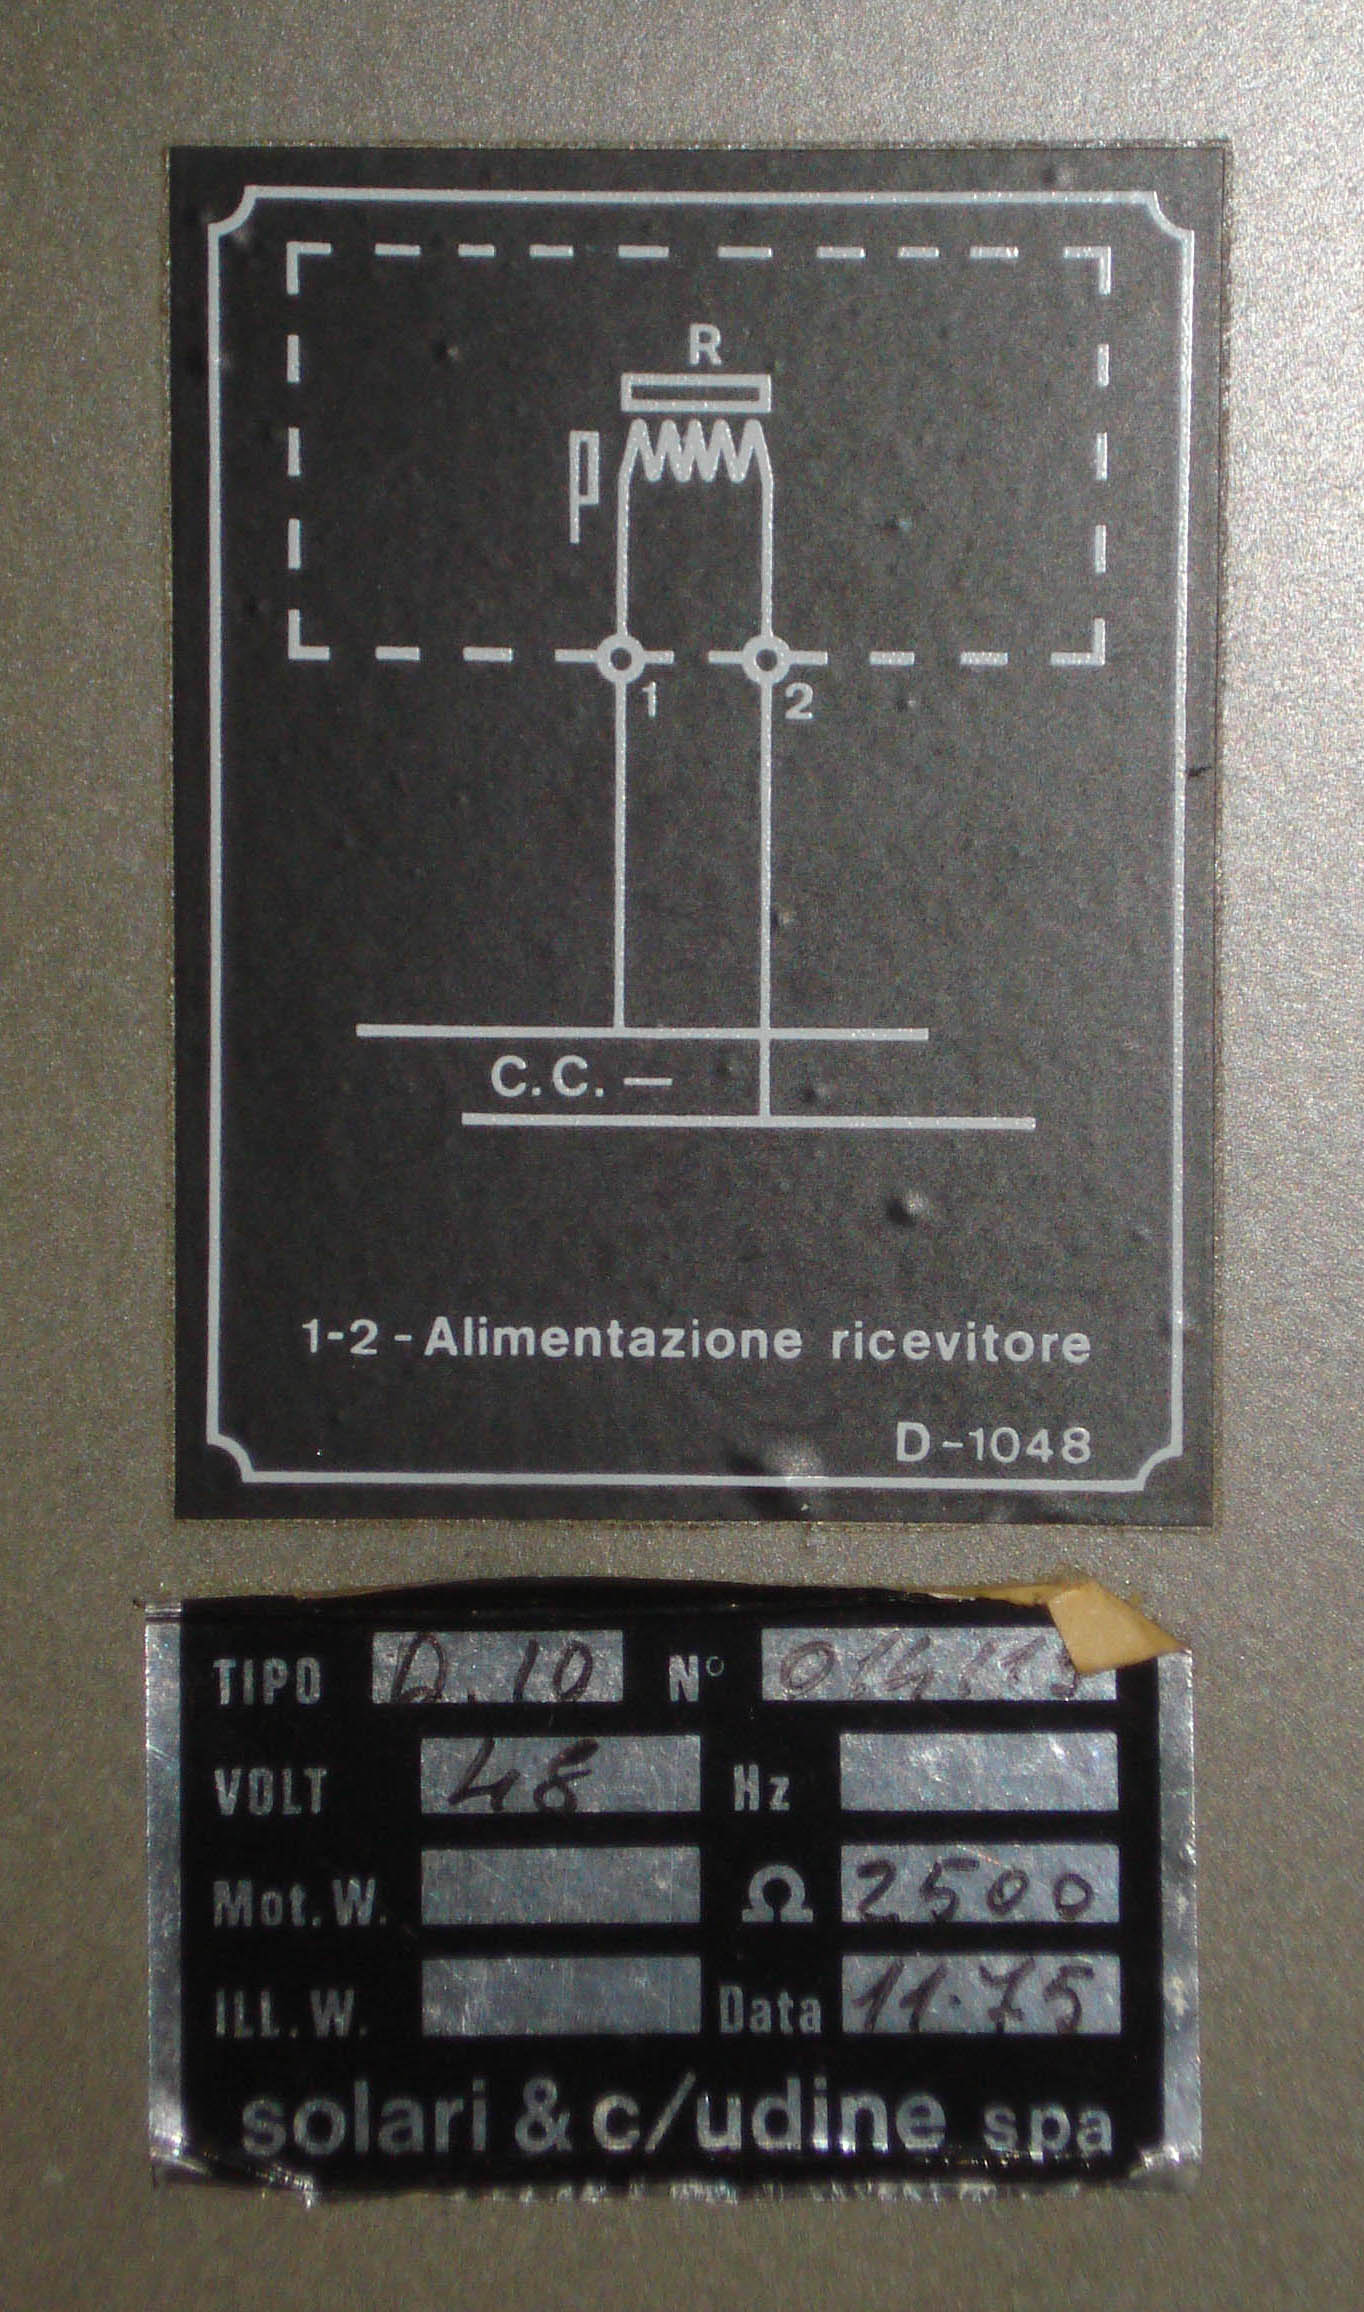 R
1 2
C.C. —
1-2 - Alimentazione ricevitore
D-1048
TIPO D.10 N°
VOLT 48 Hz
Mot. W. Ω 2500
ILL. W. Data 11.75
solari & c/udine spa